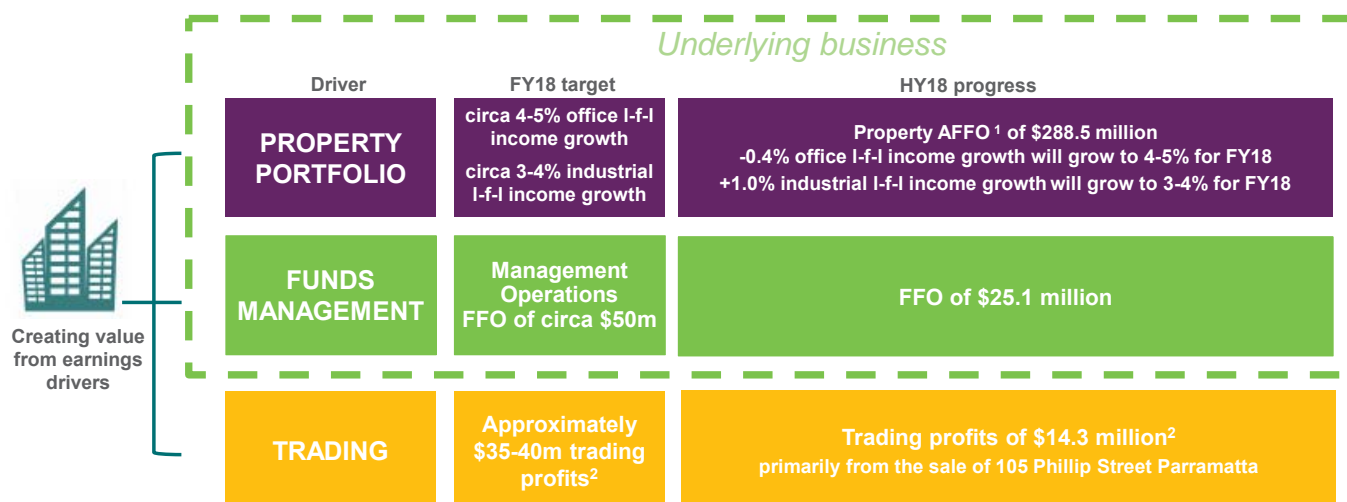 Underlying business
Driver
FY18 target
HY18 progress
PROPERTY
PORTFOLIO
circa 4-5% office l-f-l
income growth
circa 3-4% industrial
l-f-l income growth
Property AFFO ¹ of $288.5 million
-0.4% office l-f-l income growth will grow to 4-5% for FY18
+1.0% industrial l-f-l income growth will grow to 3-4% for FY18
FUNDS
MANAGEMENT
Management
Operations
FFO of circa $50m
FFO of $25.1 million
Creating value
from earnings
drivers
TRADING
Approximately
$35-40m trading
profits²
Trading profits of $14.3 million²
primarily from the sale of 105 Phillip Street Parramatta